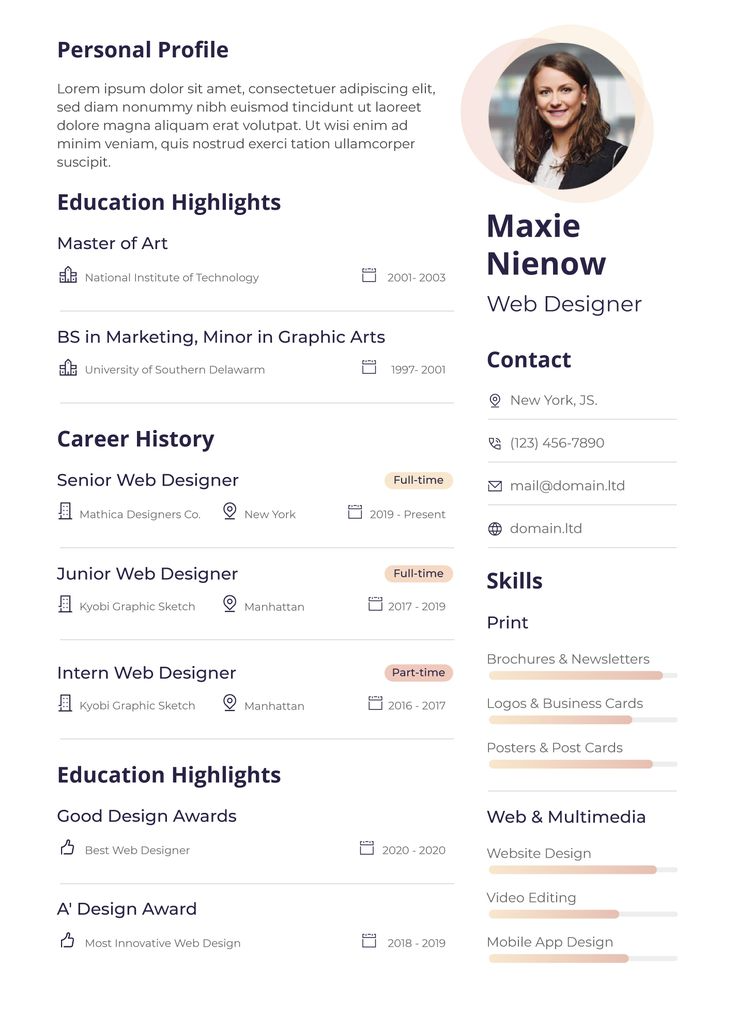 Personal Profile
Lorem ipsum dolor sit amet, consectetuer adipiscing elit,
sed diam nonummy nibh euismod tincidunt ut laoreet
dolore magna aliquam erat volutpat. Ut wisi enim ad
minim veniam, quis nostrud exerci tation ullamcorper
suscipit.
Education Highlights
Master of Art
National Institute of Technology 2001- 2003
BS in Marketing, Minor in Graphic Arts
University of Southern Delawarm 1997- 2001
Career History
Senior Web Designer Full-time
Mathica Designers Co. New York 2019 - Present
Junior Web Designer Full-time
Kyobi Graphic Sketch Manhattan 2017 - 2019
Intern Web Designer Part-time
Kyobi Graphic Sketch Manhattan 2016 - 2017
Education Highlights
Good Design Awards
Best Web Designer 2020 - 2020
A' Design Award
Most Innovative Web Design 2018 - 2019
Maxie
Nienow
Web Designer
Contact
New York, JS.
(123) 456-7890
mail@domain.ltd
domain.ltd
Skills
Print
Brochures & Newsletters
Logos & Business Cards
Posters & Post Cards
Web & Multimedia
Website Design
Video Editing
Mobile App Design